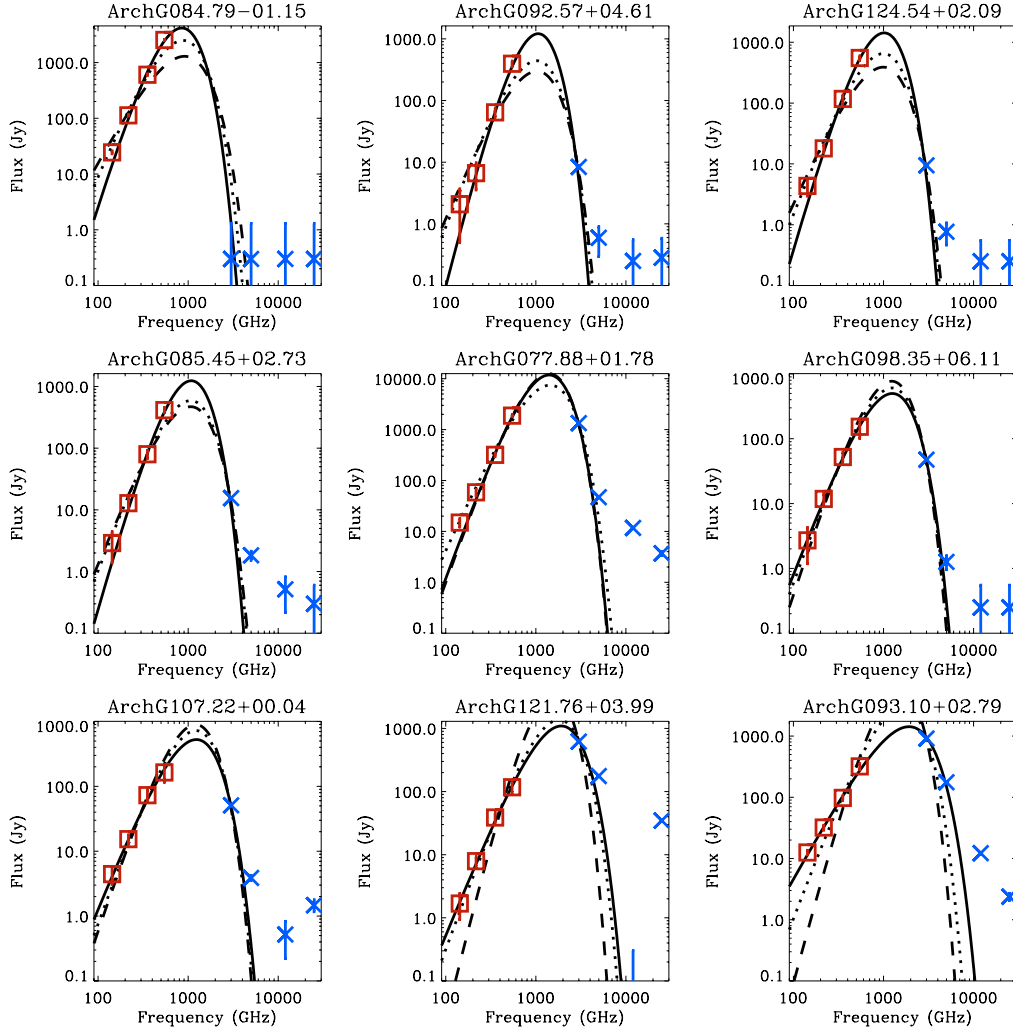 ArchG084.79−01.15 ArchG092.57+04.61 ArchG124.54+02.09
Flux (Jy) 1000.0 100.0 10.0 1.0 0.1
Flux (Jy) 1000.0 100.0 10.0 1.0 0.1
Flux (Jy) 1000.0 100.0 10.0 1.0 0.1
100 1000 10000 100 1000 10000 100 1000 10000
Frequency (GHz) Frequency (GHz) Frequency (GHz)
ArchG085.45+02.73 ArchG077.88+01.78 ArchG098.35+06.11
Flux (Jy) 1000.0 100.0 10.0 1.0 0.1
Flux (Jy) 10000.0 1000.0 100.0 10.0 1.0 0.1
Flux (Jy) 1000.0 100.0 10.0 1.0 0.1
100 1000 10000 100 1000 10000 100 1000 10000
Frequency (GHz) Frequency (GHz) Frequency (GHz)
ArchG107.22+00.04 ArchG121.76+03.99 ArchG093.10+02.79
Flux (Jy) 1000.0 100.0 10.0 1.0 0.1
Flux (Jy) 1000.0 100.0 10.0 1.0 0.1
Flux (Jy) 1000.0 100.0 10.0 1.0 0.1
100 1000 10000 100 1000 10000 100 1000 10000
Frequency (GHz) Frequency (GHz) Frequency (GHz)